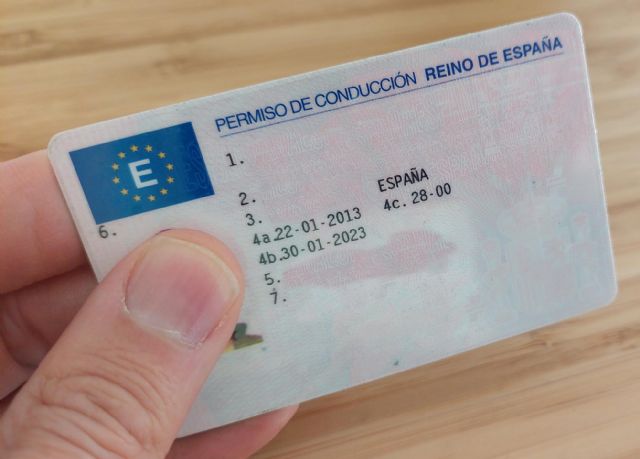 PERMISO DE CONDUCCIÓN REINO DE ESPAÑA
E
1.
2.
3. ESPAÑA
4a.22-01-2013 4c. 28-00
4b.30-01-2023
5.
7.
6.